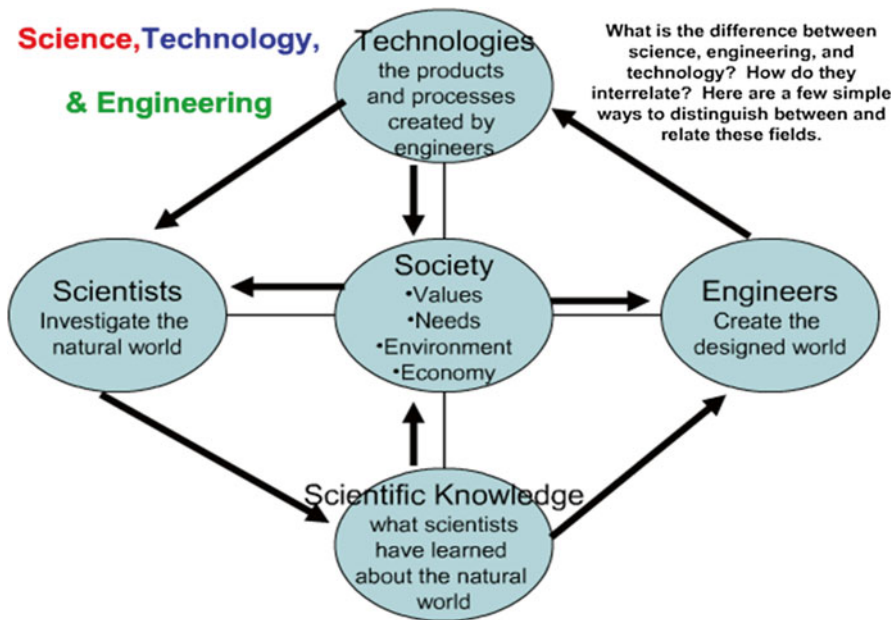 Science,Technology,
& Engineering
What is the difference between
science, engineering, and
technology? How do they
interrelate? Here are a few simple
ways to distinguish between and
relate these fields.
Technologies
the products
and processes
created by
engineers
Scientists
Investigate the
natural world
Society
•Values
•Needs
•Environment
•Economy
Engineers
Create the
designed world
Scientific Knowledge
what scientists
have learned
about the natural
world